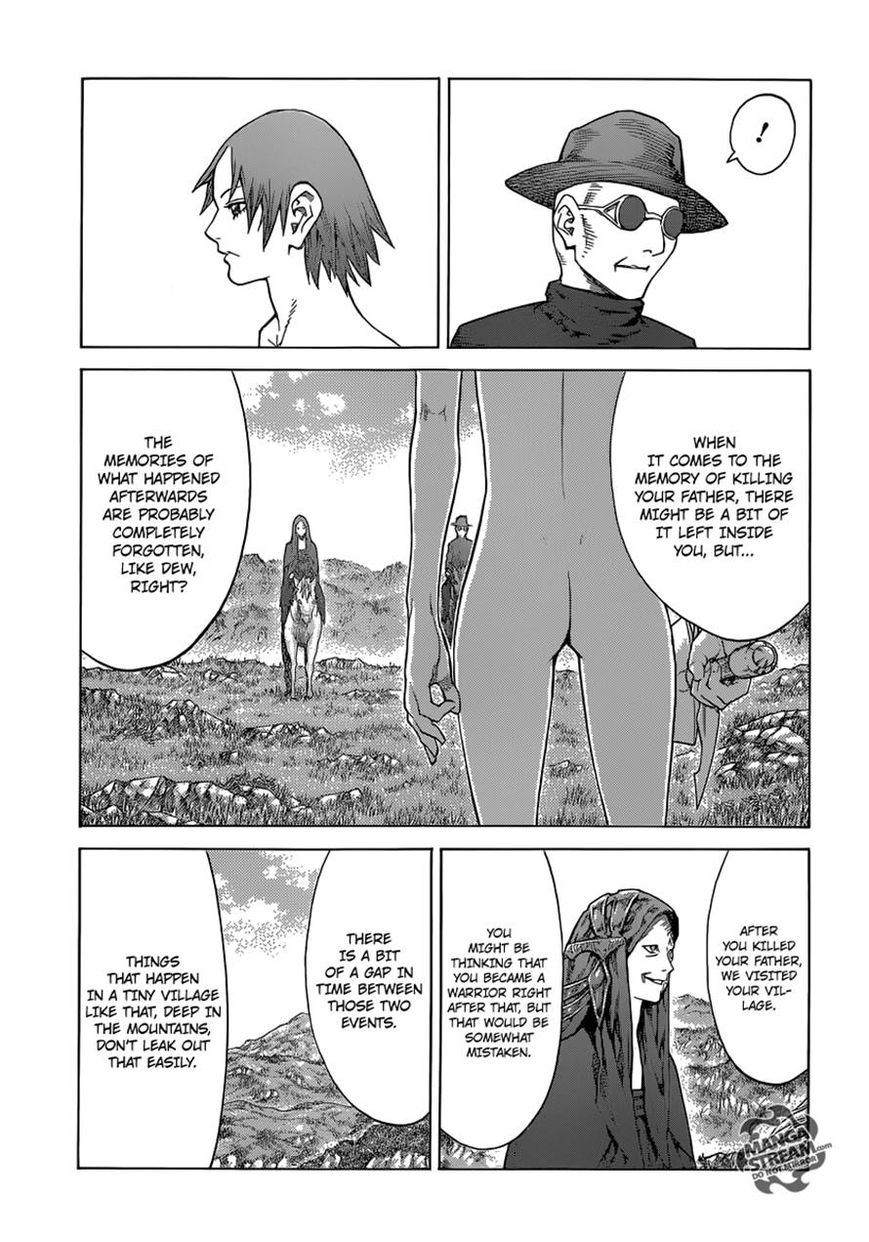 !
WHEN
IT COMES TO THE
MEMORY OF KILLING
YOUR FATHER, THERE
MIGHT BE A BIT OF
IT LEFT INSIDE
YOU, BUT...
THE
MEMORIES OF
WHAT HAPPENED
AFTERWARDS
ARE PROBABLY
COMPLETELY
FORGOTTEN,
LIKE DEW,
RIGHT?
AFTER
YOU KILLED
YOUR FATHER,
WE VISITED
YOUR VIL-
LAGE.
YOU
MIGHT BE
THINKING THAT
YOU BECAME A
WARRIOR RIGHT
AFTER THAT, BUT
THAT WOULD BE
SOMEWHAT
MISTAKEN.
THERE
IS A BIT
OF A GAP IN
TIME BETWEEN
THOSE TWO
EVENTS.
THINGS
THAT HAPPEN
IN A TINY VILLAGE
LIKE THAT, DEEP IN
THE MOUNTAINS,
DON'T LEAK OUT
THAT EASILY.
MANGA
STREAM.com
DO NOT MIRROR